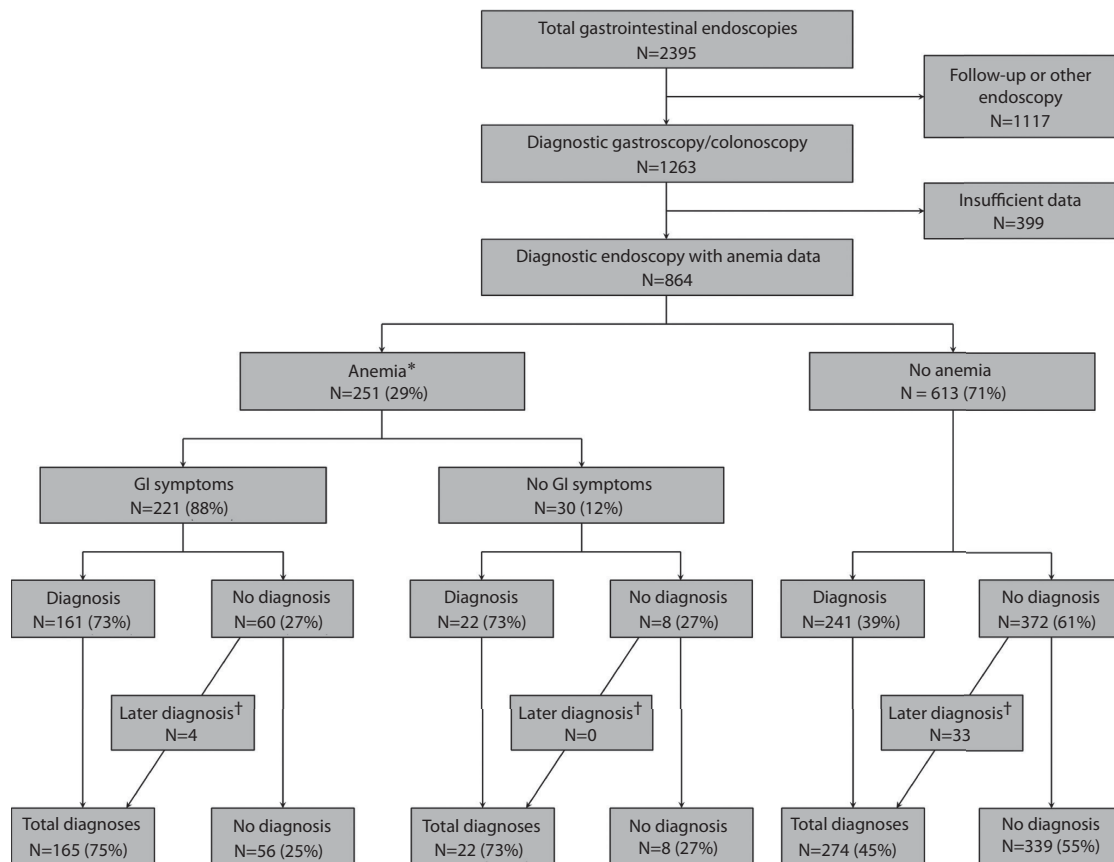 Total gastrointestinal endoscopies
N=2395
Follow-up or other
endoscopy
N=1117
Diagnostic gastroscopy/colonoscopy
N=1263
Insufficient data
N=399
Diagnostic endoscopy with anemia data
N=864
Anemia*
N=251 (29%)
No anemia
N = 613 (71%)
GI symptoms
N=221 (88%)
No GI symptoms
N=30 (12%)
Diagnosis
N=161 (73%)
No diagnosis
N=60 (27%)
Diagnosis
N=22 (73%)
No diagnosis
N=8 (27%)
Diagnosis
N=241 (39%)
No diagnosis
N=372 (61%)
Later diagnosis†
N=4
Later diagnosis†
N=0
Later diagnosis†
N=33
Total diagnoses
N=165 (75%)
No diagnosis
N=56 (25%)
Total diagnoses
N=22 (73%)
No diagnosis
N=8 (27%)
Total diagnoses
N=274 (45%)
No diagnosis
N=339 (55%)